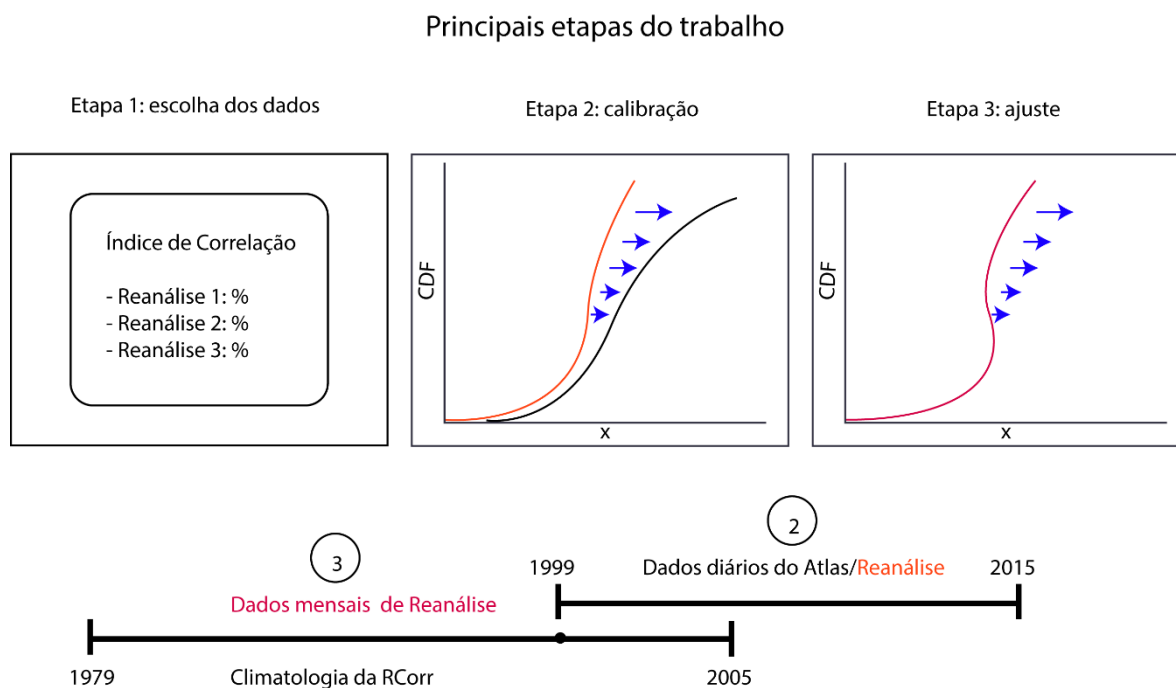 Principais etapas do trabalho
Etapa 1: escolha dos dados
Índice de Correlação
- Reanálise 1: %
- Reanálise 2: %
- Reanálise 3: %
Etapa 2: calibração
CDF
x
Etapa 3: ajuste
CDF
x
2
1999
Dados diários do Atlas/Reanálise
2015
3
Dados mensais de Reanálise
1979
Climatologia da RCorr
2005